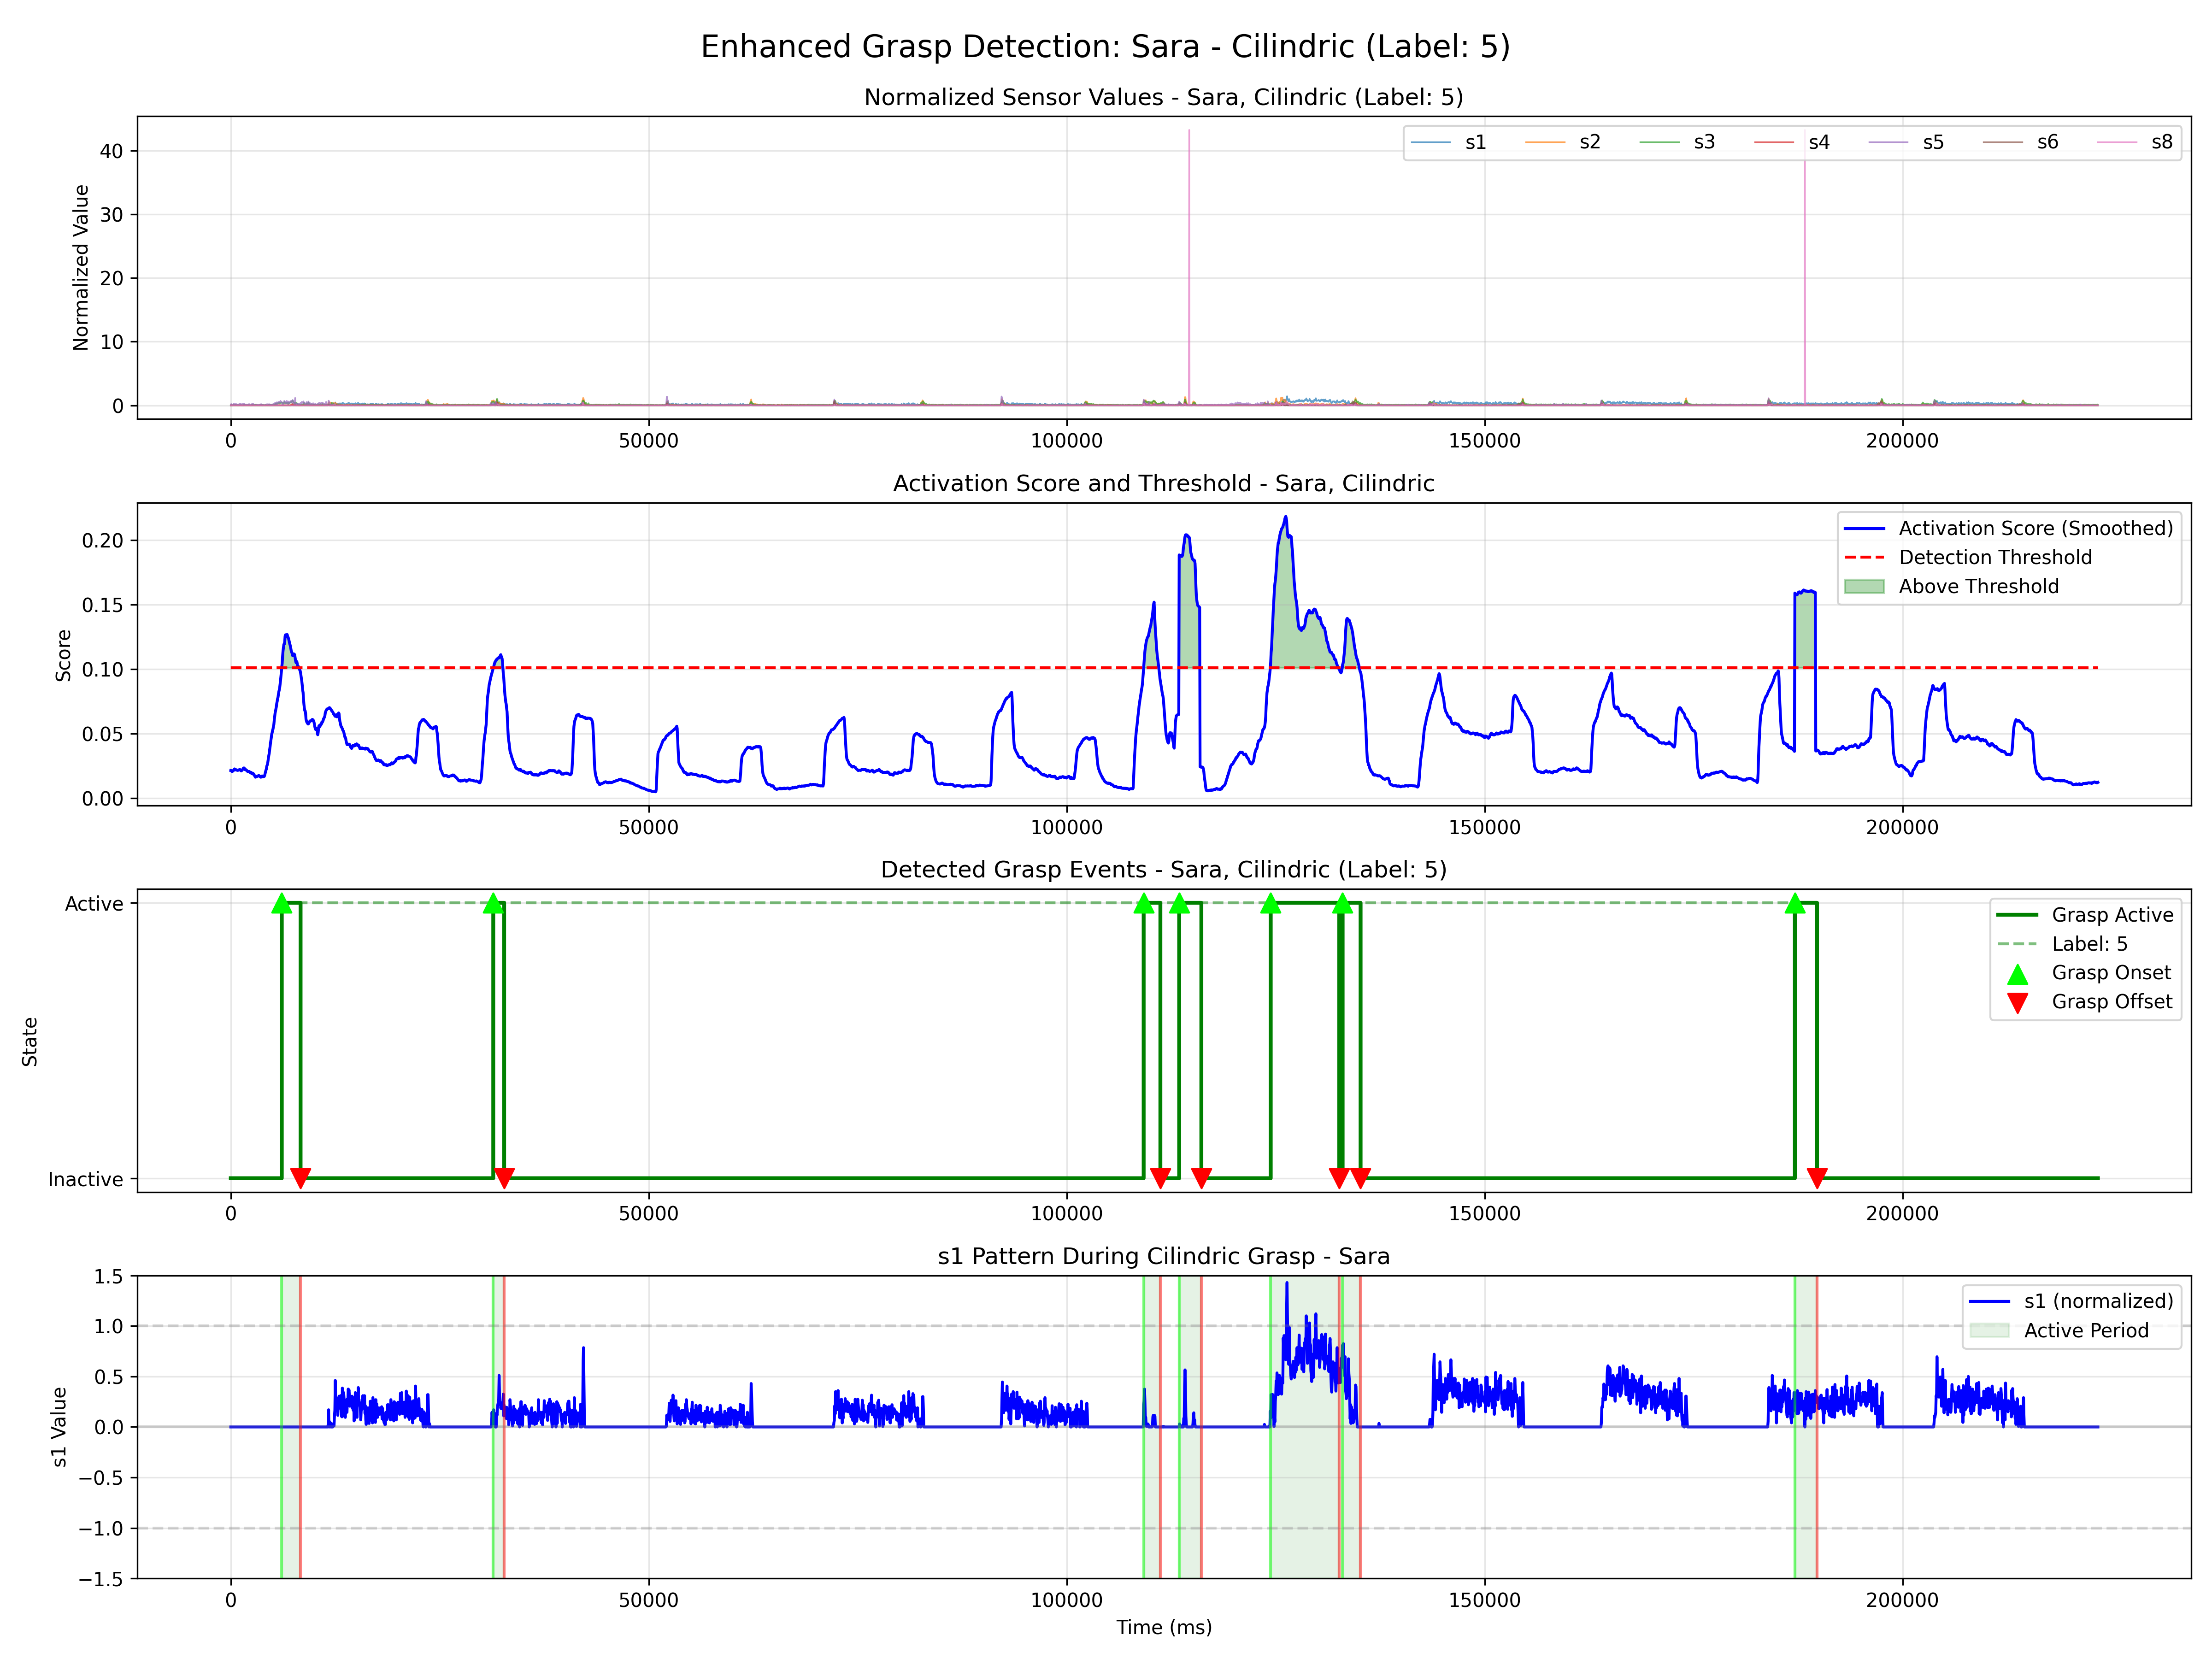 Enhanced Grasp Detection: Sara - Cilindric (Label: 5)
Normalized Sensor Values - Sara, Cilindric (Label: 5)
Normalized Value
40
30
20
10
0
s1 s2 s3 s4 s5 s6 s8
0 50000 100000 150000 200000
Activation Score and Threshold - Sara, Cilindric
Score
0.20
0.15
0.10
0.05
0.00
Activation Score (Smoothed)
Detection Threshold
Above Threshold
0 50000 100000 150000 200000
Detected Grasp Events - Sara, Cilindric (Label: 5)
State
Active
Inactive
Grasp Active
Label: 5
Grasp Onset
Grasp Offset
0 50000 100000 150000 200000
s1 Pattern During Cilindric Grasp - Sara
s1 Value
1.5
1.0
0.5
0.0
−0.5
−1.0
−1.5
s1 (normalized)
Active Period
0 50000 100000 150000 200000
Time (ms)